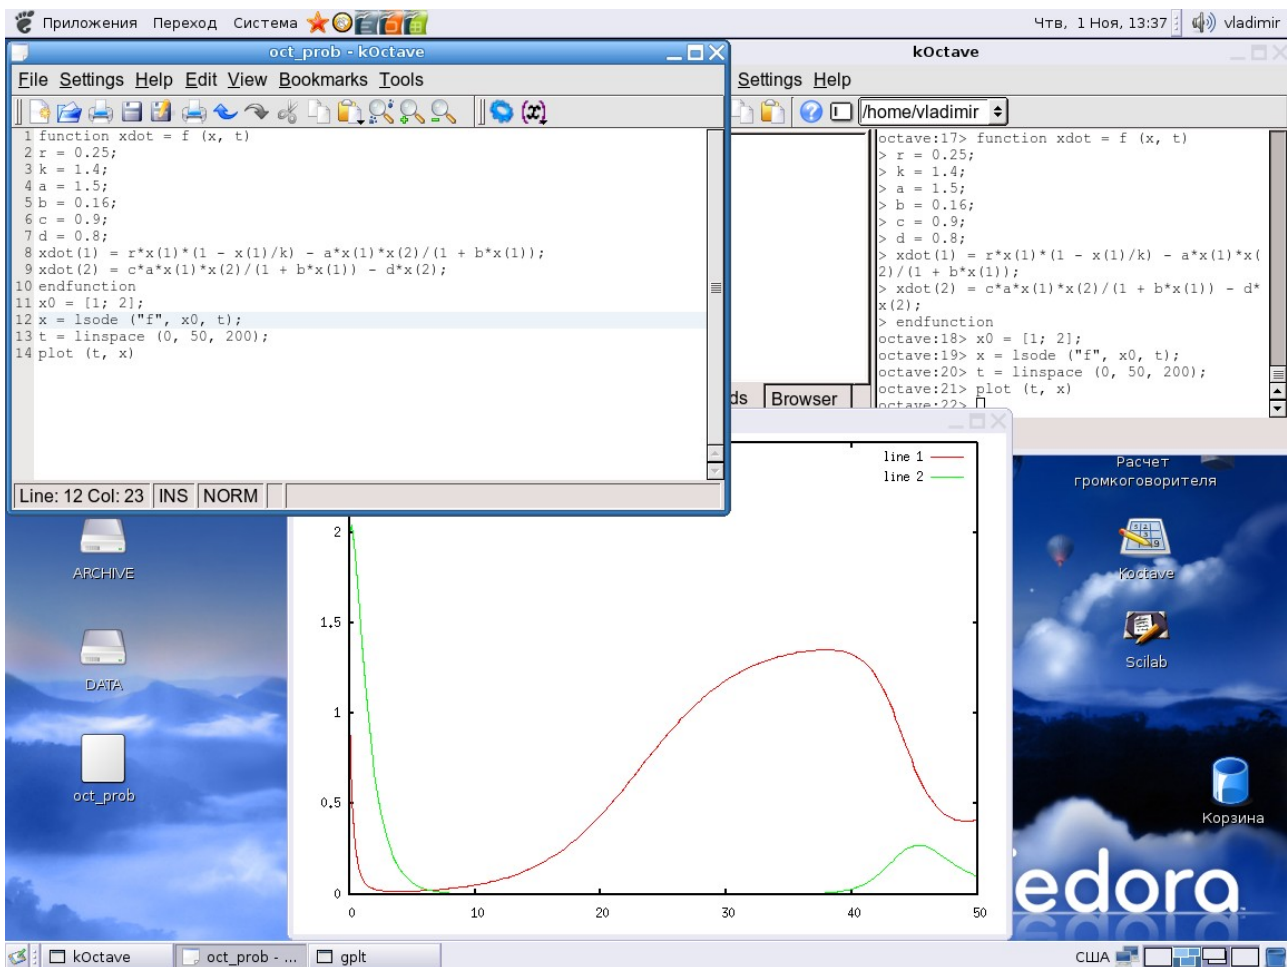 Приложения Переход Система
Чтв, 1 Ноя, 13:37
vladimir
oct_prob - kOctave
File Settings Help Edit View Bookmarks Tools
1 function xdot = f (x, t)
2 r = 0.25;
3 k = 1.4;
4 a = 1.5;
5 b = 0.16;
6 c = 0.9;
7 d = 0.8;
8 xdot(1) = r*x(1)*(1 - x(1)/k) - a*x(1)*x(2)/(1 + b*x(1));
9 xdot(2) = c*a*x(1)*x(2)/(1 + b*x(1)) - d*x(2);
10 endfunction
11 x0 = [1; 2];
12 x = lsode ("f", x0, t);
13 t = linspace (0, 50, 200);
14 plot (t, x)
Line: 12 Col: 23 INS NORM
kOctave
Settings Help
/home/vladimir
octave:17> function xdot = f (x, t)
> r = 0.25;
> k = 1.4;
> a = 1.5;
> b = 0.16;
> c = 0.9;
> d = 0.8;
> xdot(1) = r*x(1)*(1 - x(1)/k) - a*x(1)*x(
2)/(1 + b*x(1));
> xdot(2) = c*a*x(1)*x(2)/(1 + b*x(1)) - d*
x(2);
> endfunction
octave:18> x0 = [1; 2];
octave:19> x = lsode ("f", x0, t);
octave:20> t = linspace (0, 50, 200);
octave:21> plot (t, x)
octave:22>
ds Browser
line 1
line 2
2
1.5
1
0.5
0
0 10 20 30 40 50
ARCHIVE
DATA
oct_prob
Расчет
громкоговорителя
Koctave
Scilab
Корзина
fedora
kOctave
oct_prob - ...
gplt
США